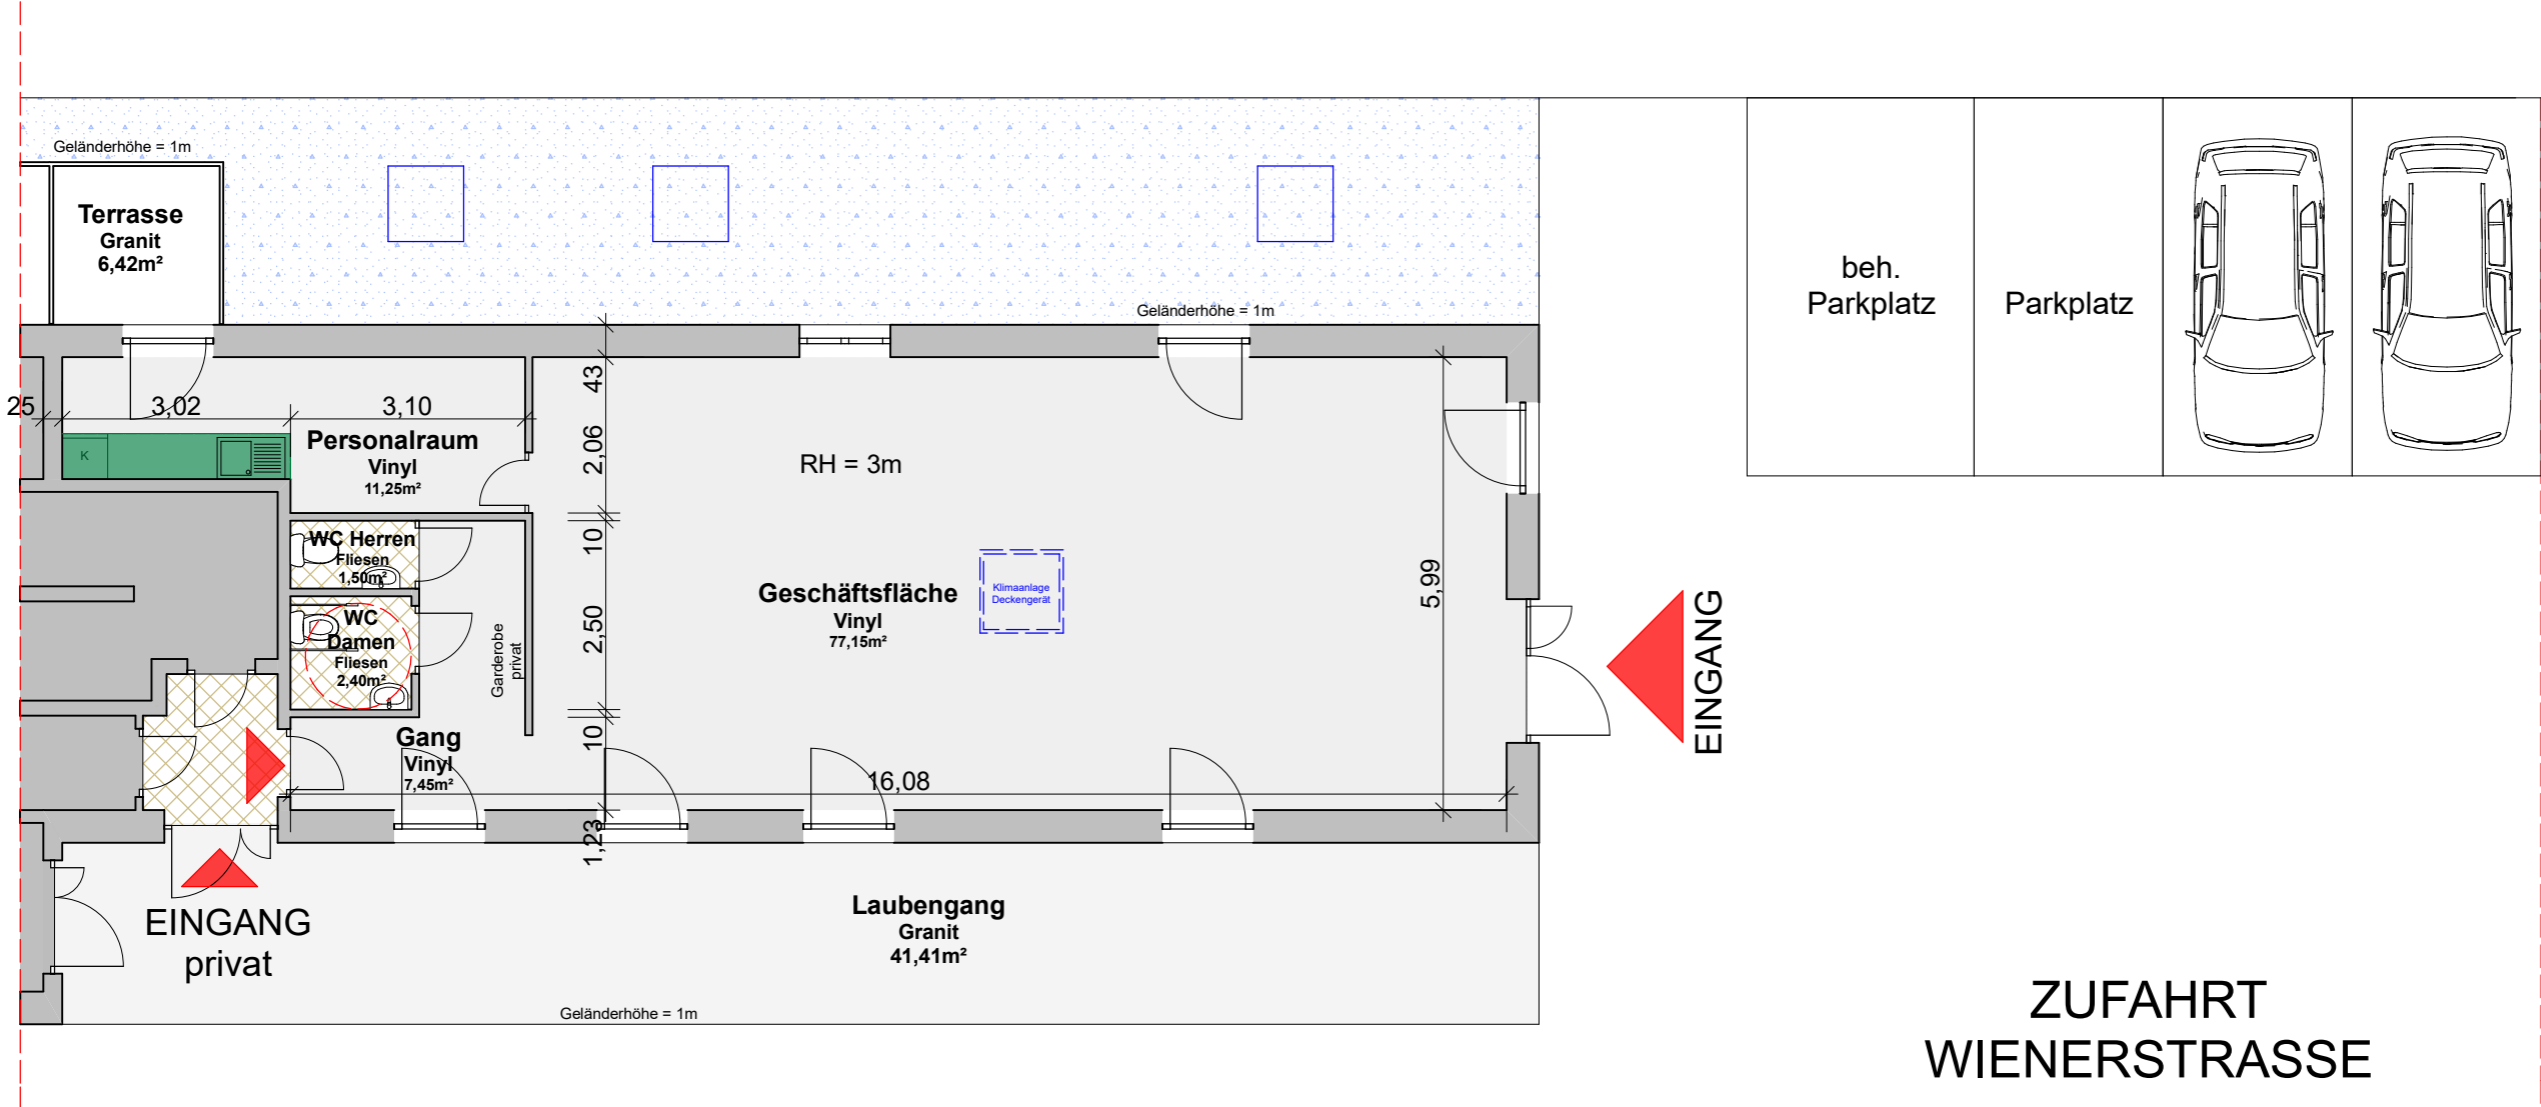 Geländerhöhe = 1m
Terrasse
Granit
6,42m²
Geländerhöhe = 1m
beh.
Parkplatz
Parkplatz
25
3,02
3,10
43
2,06
10
2,50
10
1,23
K
Personalraum
Vinyl
11,25m²
RH = 3m
WC Herren
Fliesen
1,50m²
WC
Damen
Fliesen
2,40m²
Garderobe
privat
Geschäftsfläche
Vinyl
77,15m²
Klimaanlage
Deckengerät
5,99
EINGANG
Gang
Vinyl
7,45m²
16,08
EINGANG
privat
Laubengang
Granit
41,41m²
Geländerhöhe = 1m
ZUFAHRT
WIENERSTRASSE